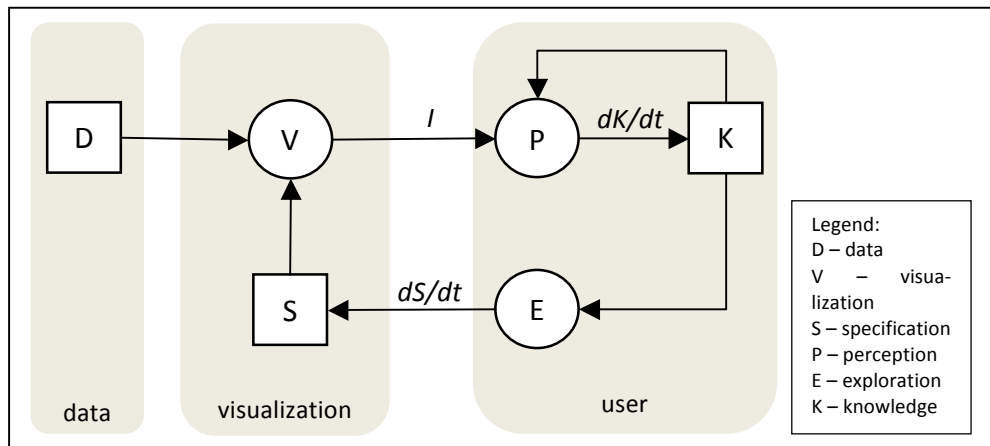 D
V
I
P
dK/dt
K
S
dS/dt
E
data
visualization
user
Legend:
D – data
V – visua-
lization
S – specification
P – perception
E – exploration
K – knowledge